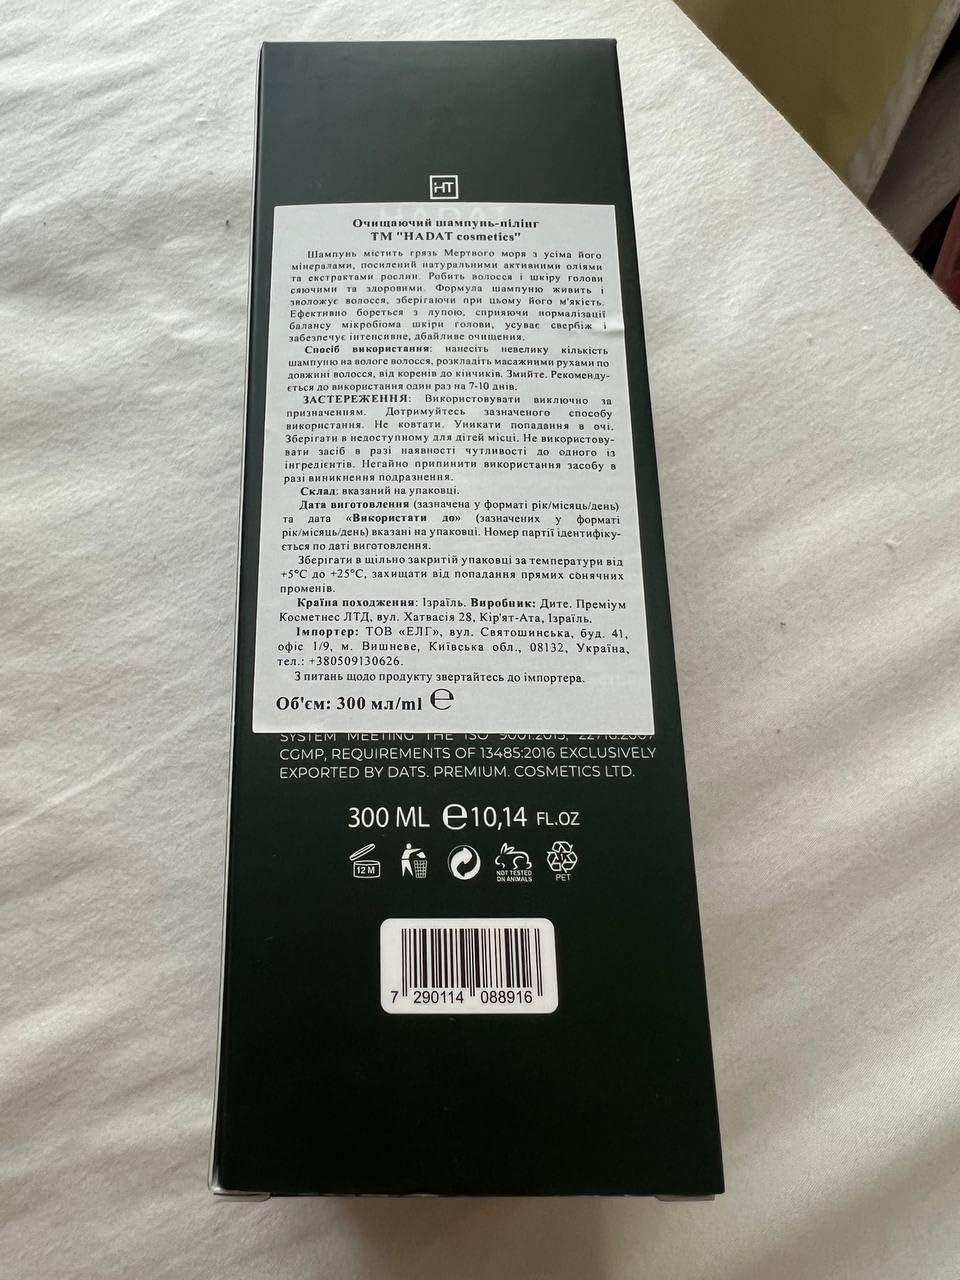 HT
Очищаючий шампунь-пілінг
ТМ "HADAT cosmetics"
Шампунь містить грязь Мертвого моря з усіма його
мінералами, посилений натуральними активними оліями
та екстрактами рослин. Робить волосся і шкіру голови
сяючими та здоровими. Формула шампуню живить і
зволожує волосся, зберігаючи при цьому його м'якість.
Ефективно бореться з лупою, сприяючи нормалізації
балансу мікробіома шкіри голови, усуває свербіж і
забезпечує інтенсивне, дбайливе очищення.
Спосіб використання: нанесіть невелику кількість
шампуню на вологе волосся, розкладіть масажними рухами по
довжині волосся, від коренів до кінчиків. Змийте. Рекоменду-
ється до використання один раз на 7-10 днів.
ЗАСТЕРЕЖЕННЯ: Використовувати виключно за
призначенням. Дотримуйтесь зазначеного способу
використання. Не ковтати. Уникати попадання в очі.
Зберігати в недоступному для дітей місці. Не використову-
вати засіб в разі наявності чутливості до одного із
інгредієнтів. Негайно припинити використання засобу в
разі виникнення подразнення.
Склад: вказаний на упаковці.
Дата виготовлення (зазначена у форматі рік/місяць/день)
та дата «Використати до» (зазначених у форматі
рік/місяць/день) вказані на упаковці. Номер партії ідентифіку-
ється по даті виготовлення.
Зберігати в щільно закритій упаковці за температури від
+5°С до +25°С, захищати від попадання прямих сонячних
променів.
Країна походження: Ізраїль. Виробник: Дите. Преміум
Косметнес ЛТД, вул. Хатвасія 28, Кір'ят-Ата, Ізраїль.
Імпортер: ТОВ «ЕЛГ», вул. Святошинська, буд. 41,
офіс 1/9, м. Вишневе, Київська обл., 08132, Україна,
тел.: +380509130626.
З питань щодо продукту звертайтесь до імпортера.
Об'єм: 300 мл/ml ℮
SYSTEM MEETING THE ISO 9001:2015, 22716:2007
CGMP, REQUIREMENTS OF 13485:2016 EXCLUSIVELY
EXPORTED BY DATS. PREMIUM. COSMETICS LTD.
300 ML ℮ 10,14 FL.OZ
12 M
NOT TESTED
ON ANIMALS
1
PET
7 290114 088916